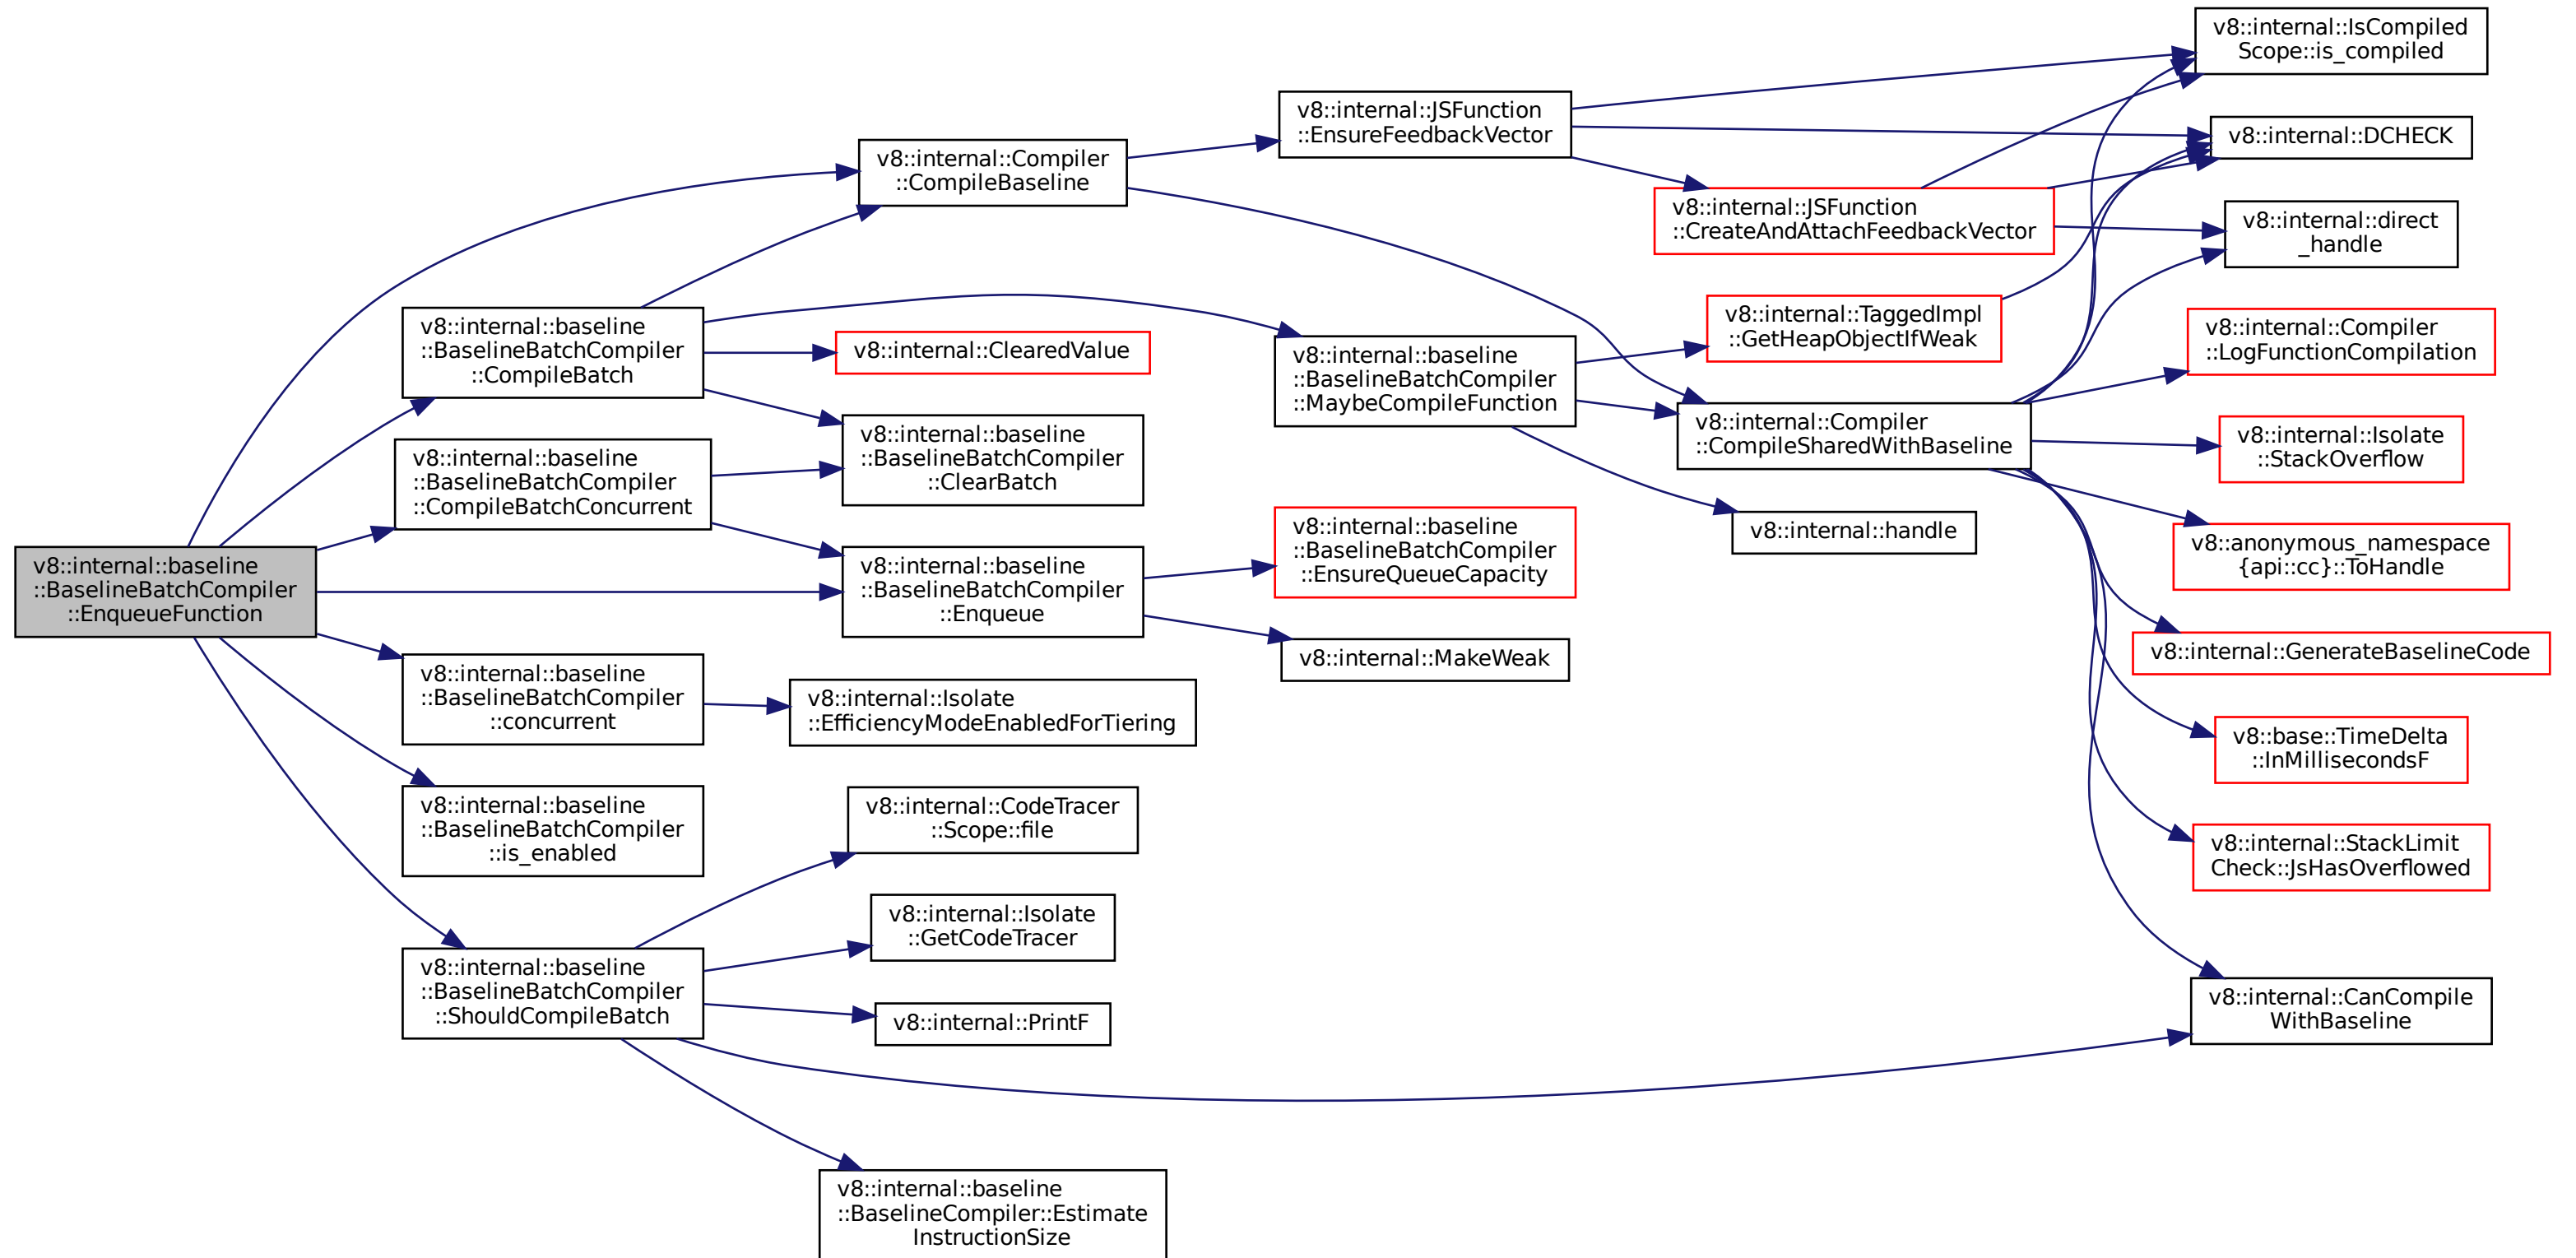 v8::internal::baseline
::BaselineBatchCompiler
::EnqueueFunction
v8::internal::Compiler
::CompileBaseline
v8::internal::baseline
::BaselineBatchCompiler
::CompileBatch
v8::internal::baseline
::BaselineBatchCompiler
::CompileBatchConcurrent
v8::internal::baseline
::BaselineBatchCompiler
::concurrent
v8::internal::baseline
::BaselineBatchCompiler
::is_enabled
v8::internal::baseline
::BaselineBatchCompiler
::ShouldCompileBatch
v8::internal::ClearedValue
v8::internal::baseline
::BaselineBatchCompiler
::ClearBatch
v8::internal::baseline
::BaselineBatchCompiler
::Enqueue
v8::internal::Isolate
::EfficiencyModeEnabledForTiering
v8::internal::CodeTracer
::Scope::file
v8::internal::Isolate
::GetCodeTracer
v8::internal::PrintF
v8::internal::baseline
::BaselineCompiler::Estimate
InstructionSize
v8::internal::JSFunction
::EnsureFeedbackVector
v8::internal::baseline
::BaselineBatchCompiler
::MaybeCompileFunction
v8::internal::baseline
::BaselineBatchCompiler
::EnsureQueueCapacity
v8::internal::MakeWeak
v8::internal::JSFunction
::CreateAndAttachFeedbackVector
v8::internal::TaggedImpl
::GetHeapObjectIfWeak
v8::internal::Compiler
::CompileSharedWithBaseline
v8::internal::handle
v8::internal::IsCompiled
Scope::is_compiled
v8::internal::DCHECK
v8::internal::direct
_handle
v8::internal::Compiler
::LogFunctionCompilation
v8::internal::Isolate
::StackOverflow
v8::anonymous_namespace
{api::cc}::ToHandle
v8::internal::GenerateBaselineCode
v8::base::TimeDelta
::InMillisecondsF
v8::internal::StackLimit
Check::JsHasOverflowed
v8::internal::CanCompile
WithBaseline